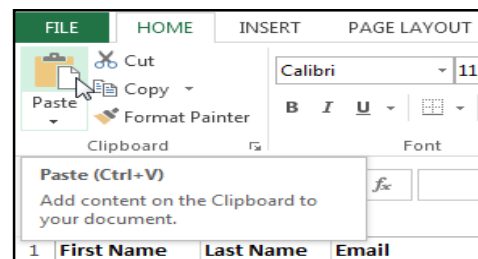 FILE HOME INSERT PAGE LAYOUT
Cut
Calibri 11
Copy
Paste
B I U
Format Painter
Clipboard Font
Paste (Ctrl+V)
fx
Add content on the Clipboard to
your document.
1 First Name Last Name Email